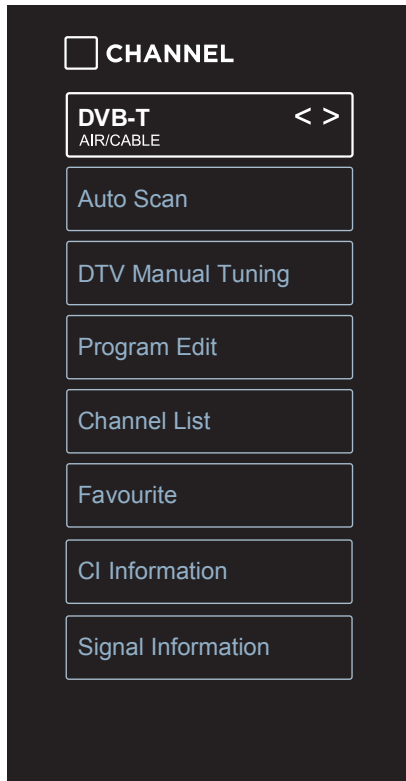 CHANNEL
DVB-T < >
AIR/CABLE
Auto Scan
DTV Manual Tuning
Program Edit
Channel List
Favourite
CI Information
Signal Information